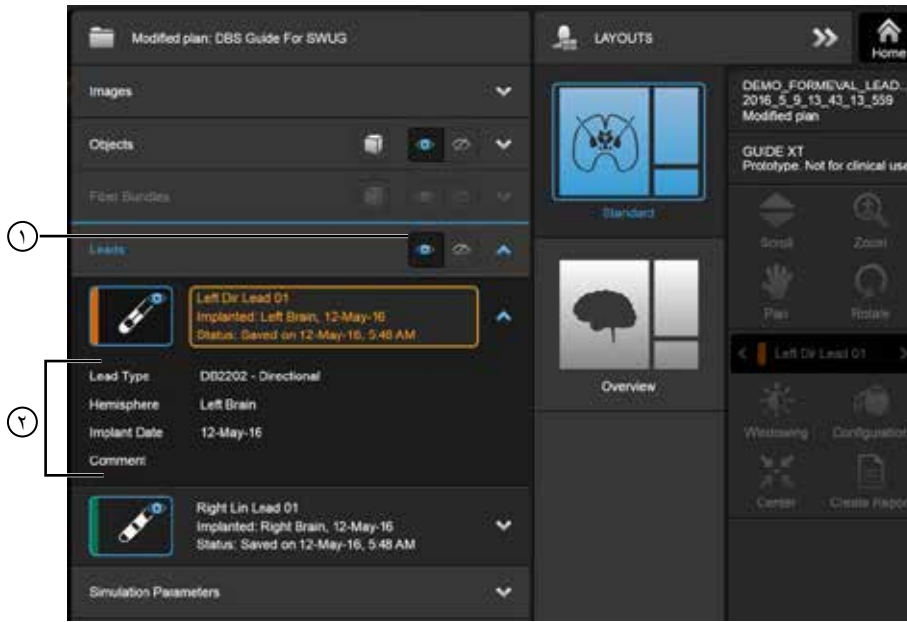 Modified plan: DBS Guide For SWUG
Images
Objects
Fiber Bundles
Leads
Left Dir Lead 01
Implanted: Left Brain, 12-May-16
Status: Saved on 12-May-16, 5:48 AM
Lead Type DB2202 - Directional
Hemisphere Left Brain
Implant Date 12-May-16
Comment
Right Lin Lead 01
Implanted: Right Brain, 12-May-16
Status: Saved on 12-May-16, 5:48 AM
Simulation Parameters
١
٢
LAYOUTS
Standard
Overview
Home
DEMO_FORMEVAL_LEAD...
2016_5_9_13_43_13_559
Modified plan
GUIDE XT
Prototype. Not for clinical use
Scroll Zoom
Pan Rotate
Left Dir Lead 01
Windowing Configuration
Center Create Repor